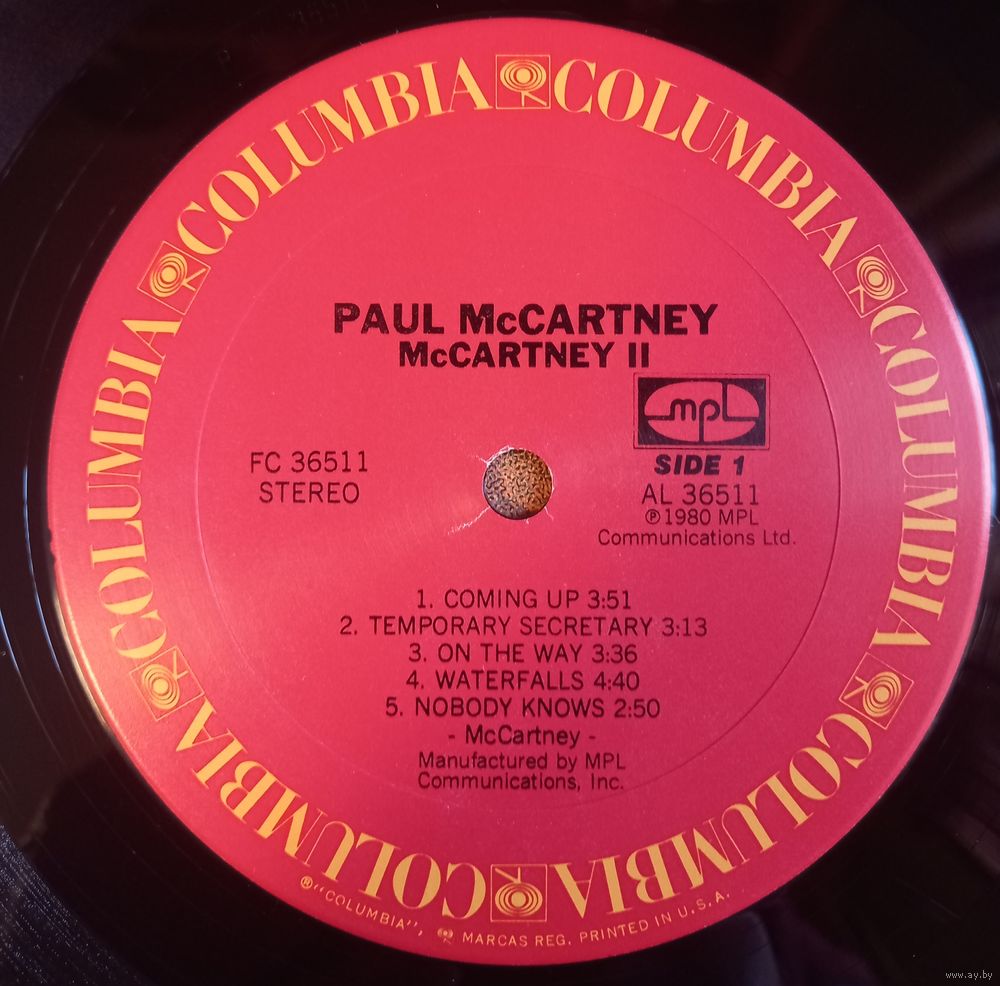 COLUMBIA COLUMBIA COLUMBIA COLUMBIA COLUMBIA COLUMBIA
PAUL McCARTNEY
McCARTNEY II
mpl
FC 36511
STEREO
SIDE 1
AL 36511
℗1980 MPL
Communications Ltd.
1. COMING UP 3:51
2. TEMPORARY SECRETARY 3:13
3. ON THE WAY 3:36
4. WATERFALLS 4:40
5. NOBODY KNOWS 2:50
- McCartney -
Manufactured by MPL
Communications, Inc.
®"COLUMBIA", MARCAS REG. PRINTED IN U.S.A.
www.ay.by